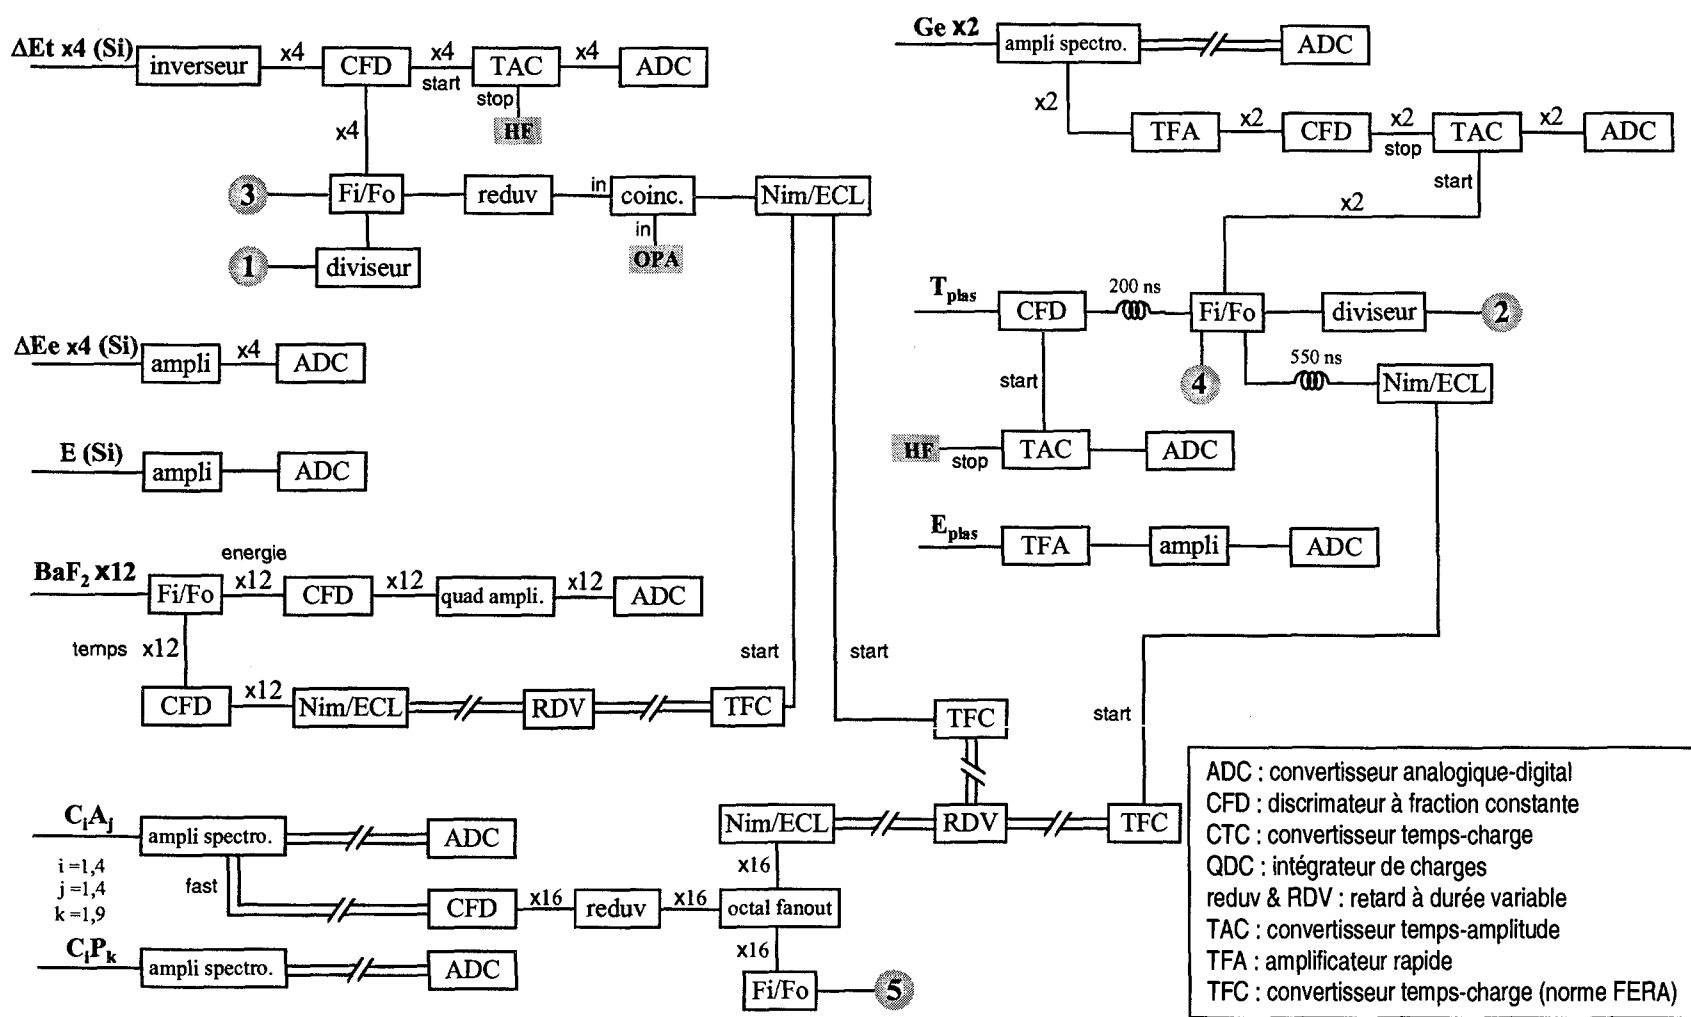 ΔEt x4 (Si)
inverseur
x4
CFD
x4
start
TAC
x4
ADC
stop
HF
x4
3
Fi/Fo
reduv
in
coinc.
Nim/ECL
in
OPA
1
diviseur
ΔEe x4 (Si)
ampli
x4
ADC
E (Si)
ampli
ADC
BaF₂ x12
Fi/Fo
energie
x12
CFD
x12
quad ampli.
x12
ADC
temps x12
CFD
x12
Nim/ECL
RDV
TFC
start
start
TFC
CᵢAⱼ
ampli spectro.
ADC
i =1,4
j =1,4
k =1,9
fast
CFD
x16
reduv
x16
octal fanout
x16
Nim/ECL
RDV
TFC
start
x16
Fi/Fo
5
CᵢPₖ
ampli spectro.
ADC
Ge x2
ampli spectro.
ADC
x2
TFA
x2
CFD
x2
stop
TAC
x2
ADC
start
x2
Tplas
CFD
200 ns
Fi/Fo
diviseur
2
4
550 ns
Nim/ECL
start
HF
stop
TAC
ADC
Eplas
TFA
ampli
ADC
ADC : convertisseur analogique-digital
CFD : discrimateur à fraction constante
CTC : convertisseur temps-charge
QDC : intégrateur de charges
reduv & RDV : retard à durée variable
TAC : convertisseur temps-amplitude
TFA : amplificateur rapide
TFC : convertisseur temps-charge (norme FERA)